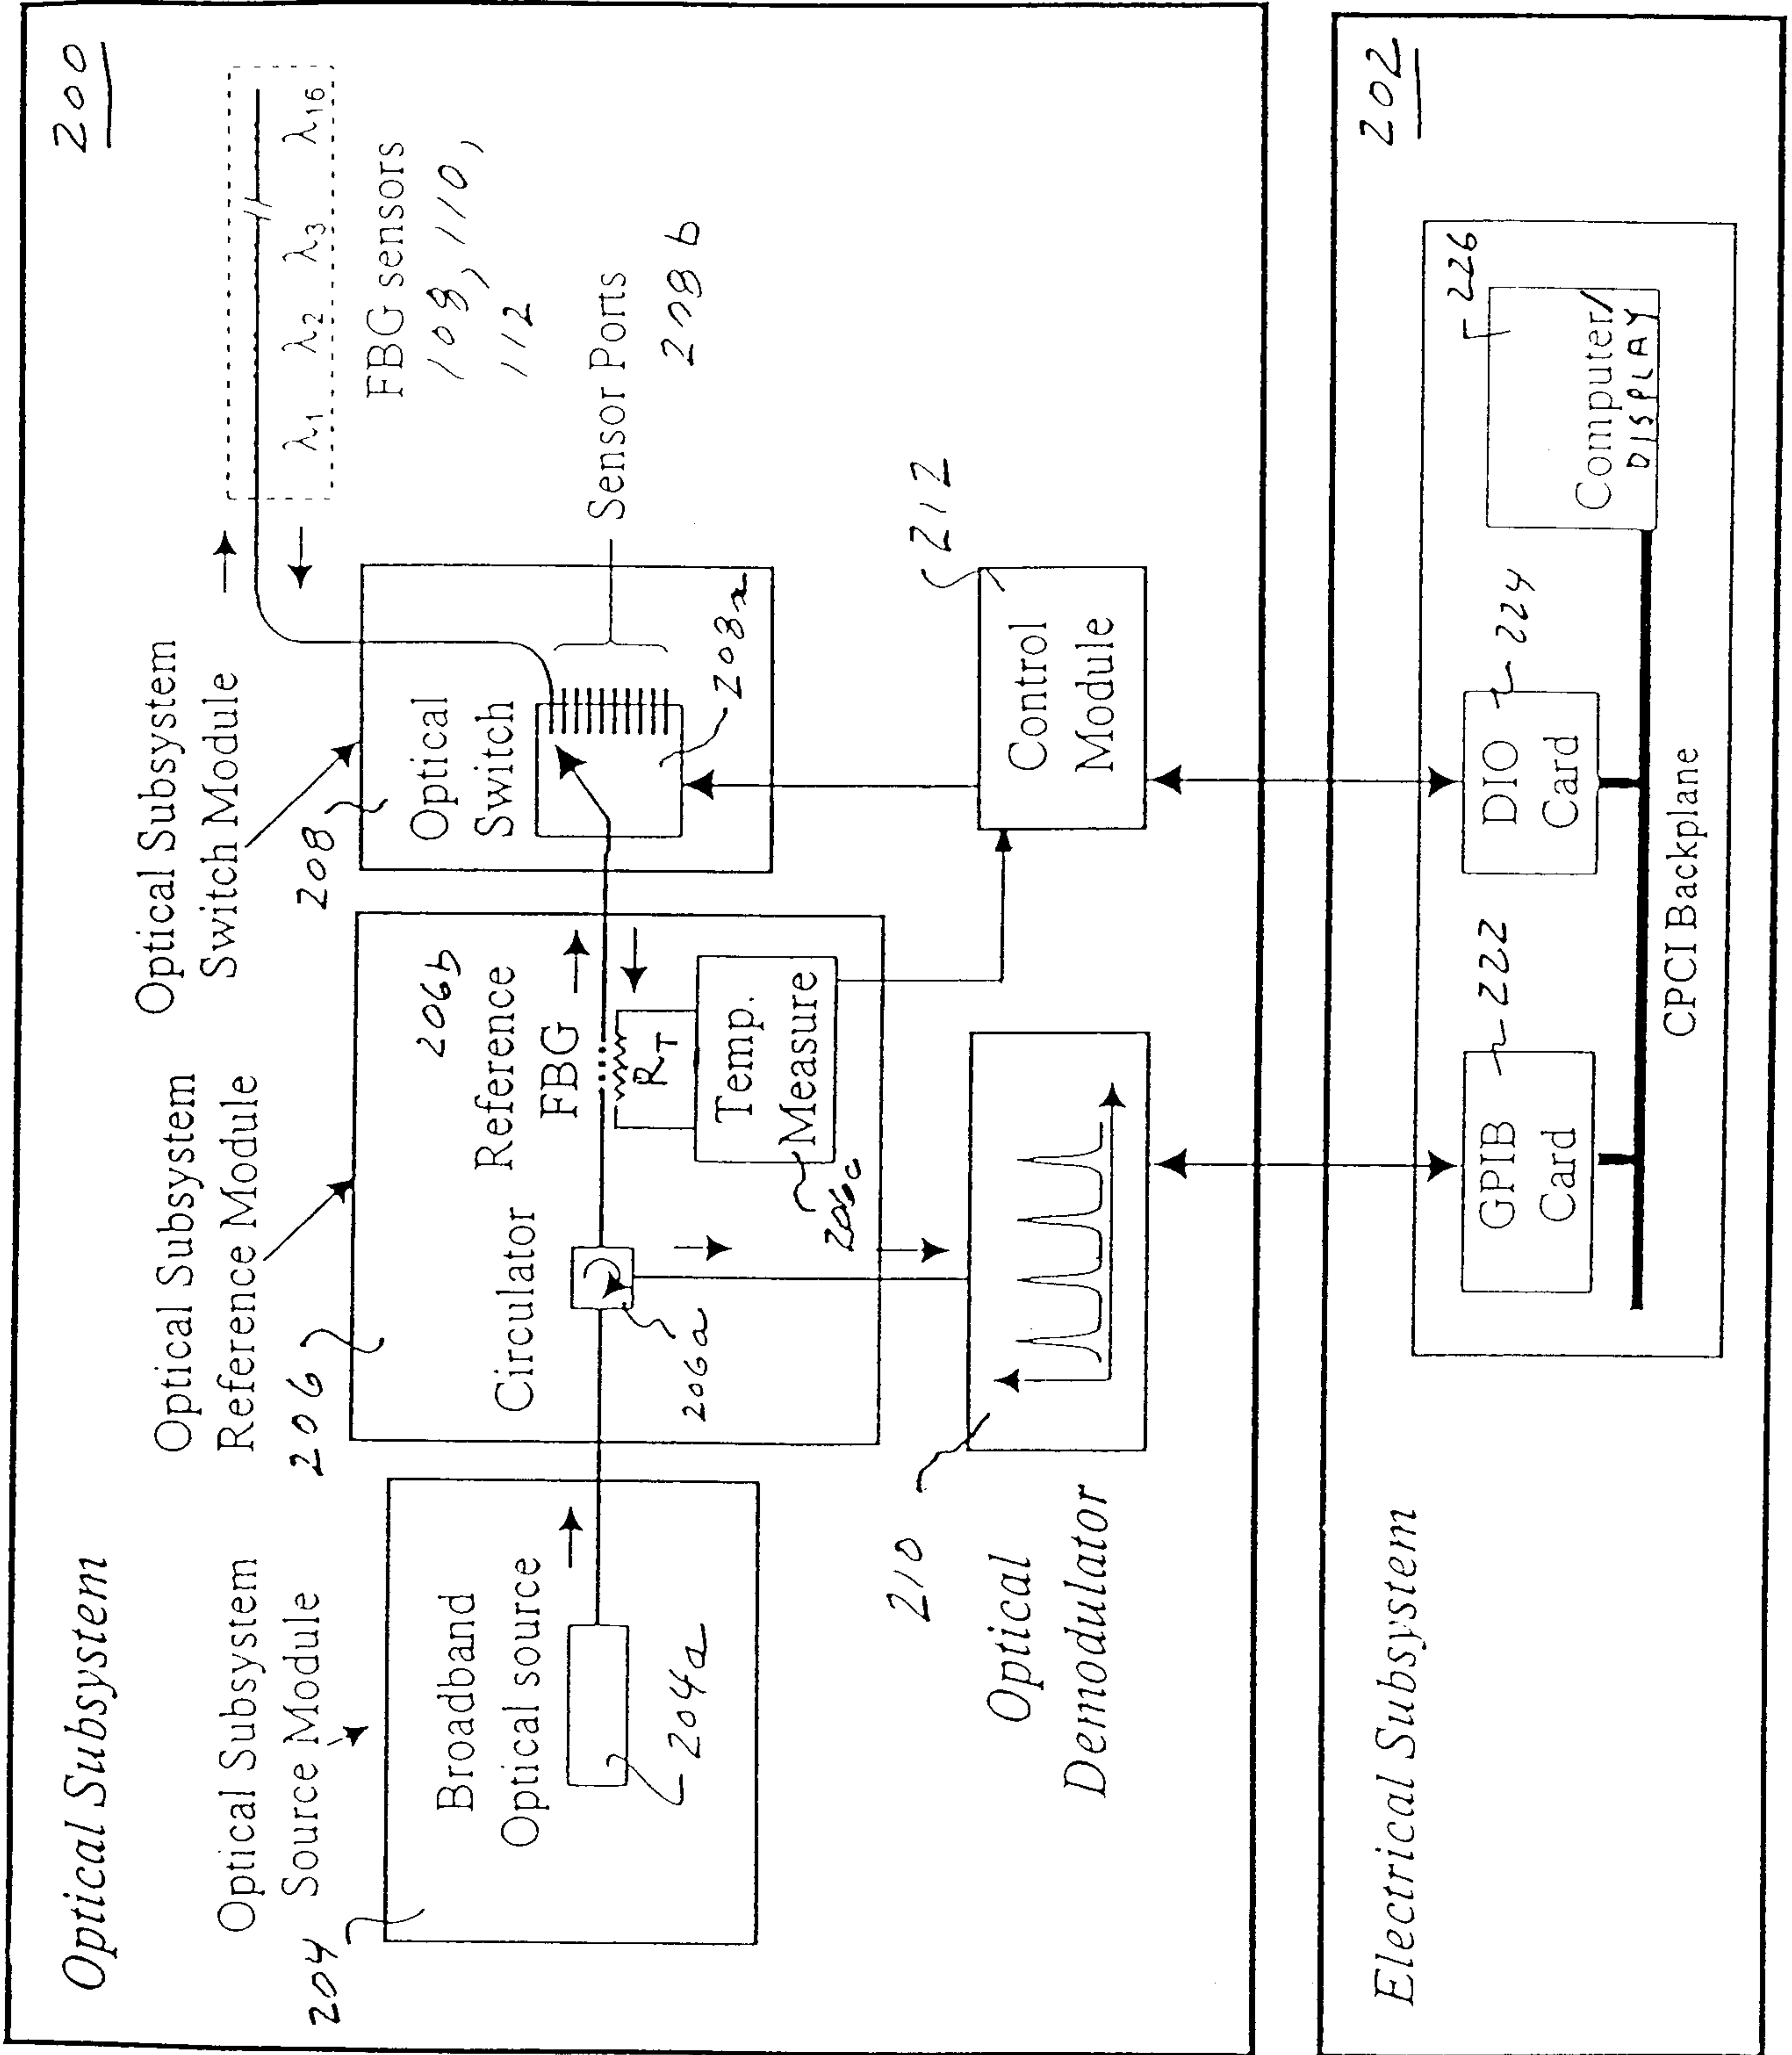 Optical Subsystem
200
Optical Subsystem
Source Module
204
Broadband
Optical source
204a
Optical Subsystem
Reference Module
206
Circulator
206a
Reference
FBG
206b
R_T
Temp.
Measure
206c
Optical Subsystem
Switch Module
208
Optical
Switch
208a
λ1 λ2 λ3 λ16
FBG sensors
108, 110,
112
Sensor Ports
208b
210
Optical
Demodulator
Control
Module
212
Electrical Subsystem
202
GPIB
Card
222
DIO
Card
224
Computer/
DISPLAY
226
CPCI Backplane